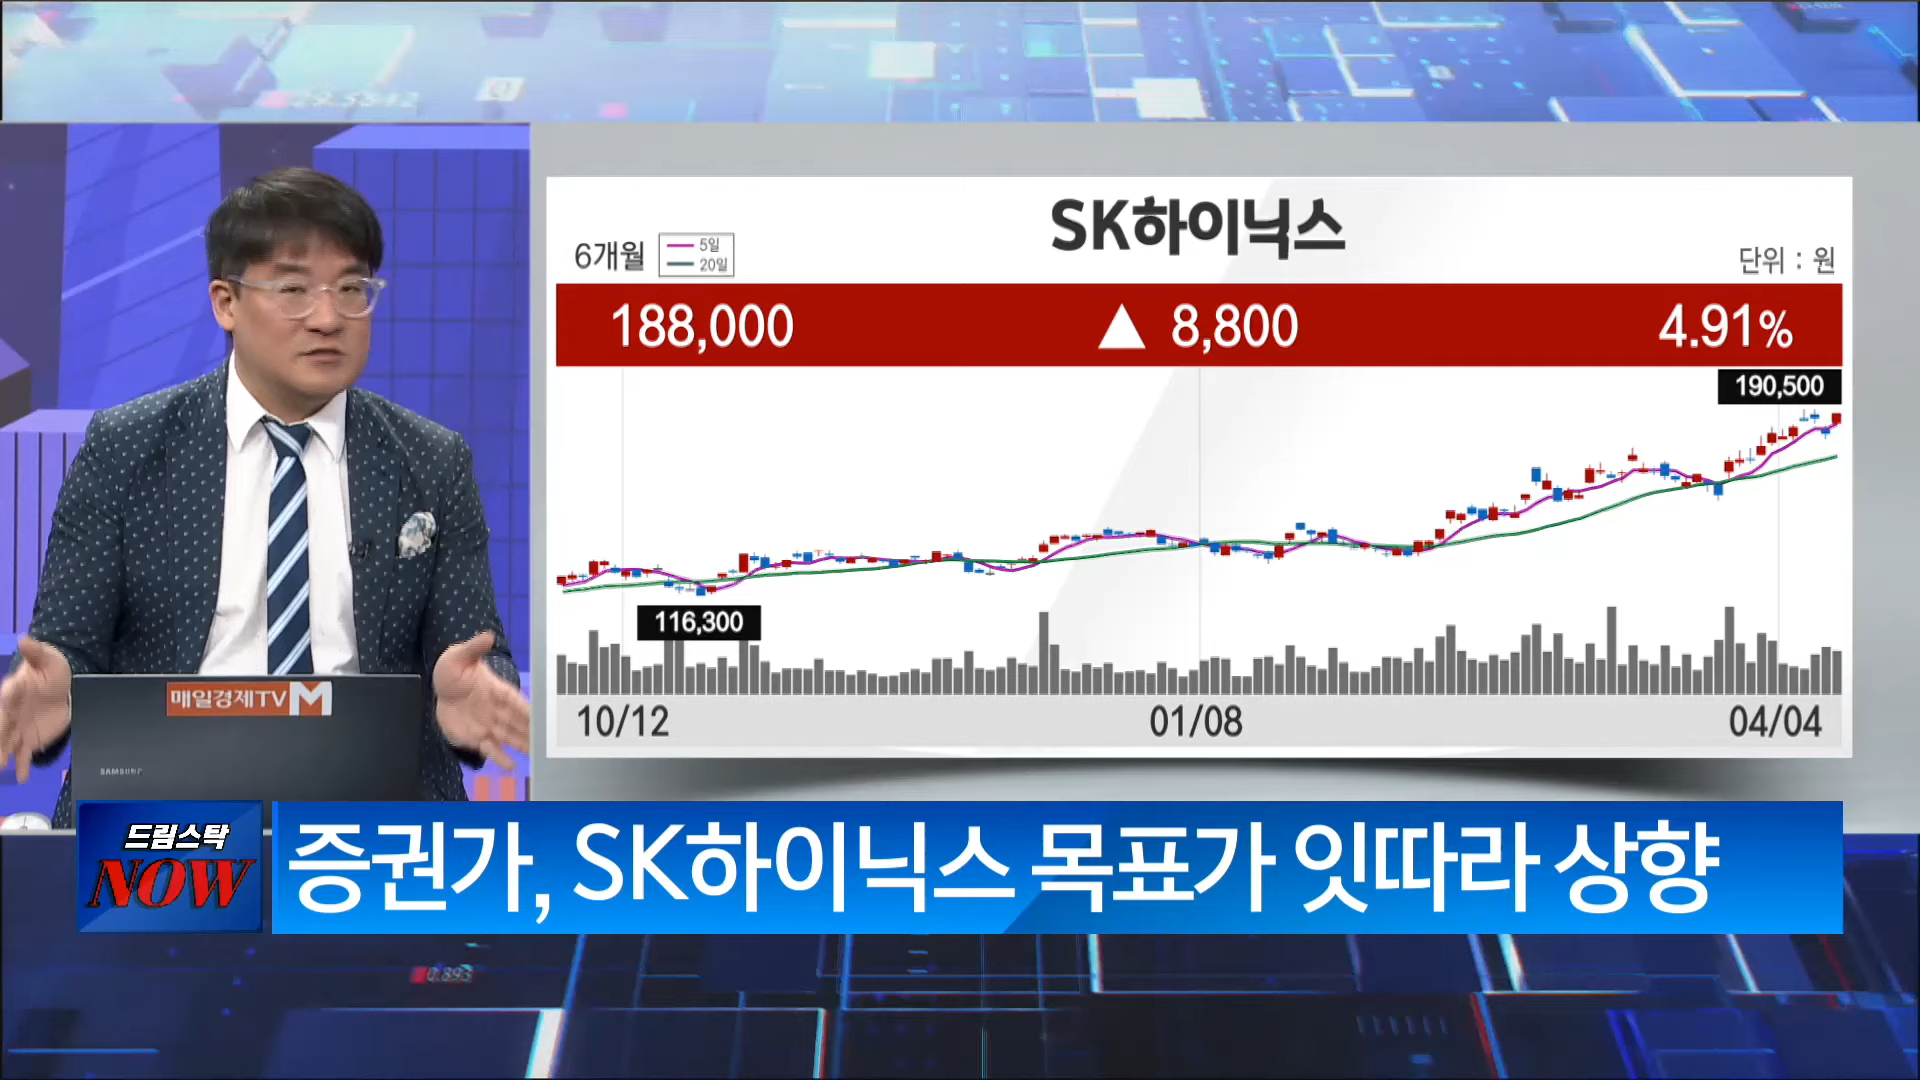 SK하이닉스
6개월
5일
20일
단위 : 원
188,000 ▲ 8,800 4.91%
190,500
116,300
10/12 01/08 04/04
매일경제TV M
SAMSUNG
드림스탁
NOW
증권가, SK하이닉스 목표가 잇따라 상향
0.893